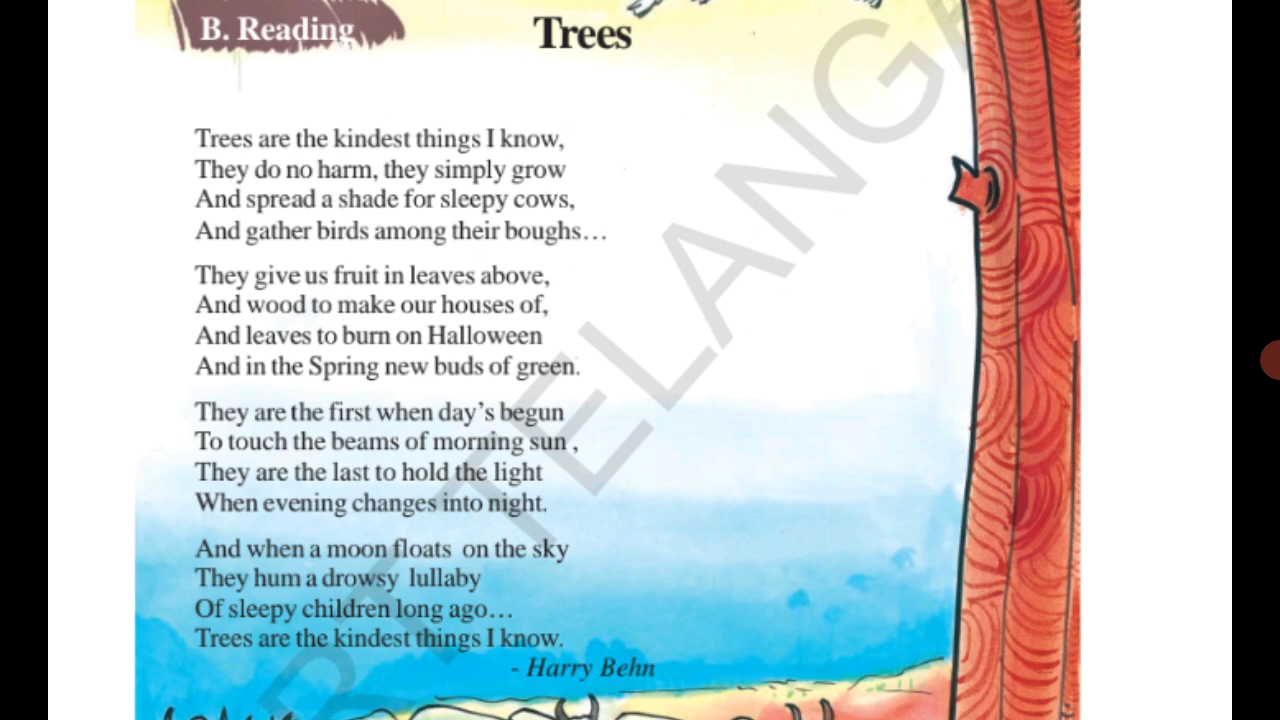 B. Reading
Trees
Trees are the kindest things I know,
They do no harm, they simply grow
And spread a shade for sleepy cows,
And gather birds among their boughs…
They give us fruit in leaves above,
And wood to make our houses of,
And leaves to burn on Halloween
And in the Spring new buds of green.
They are the first when day's begun
To touch the beams of morning sun ,
They are the last to hold the light
When evening changes into night.
And when a moon floats on the sky
They hum a drowsy lullaby
Of sleepy children long ago…
Trees are the kindest things I know.
- Harry Behn
RT TELANGA